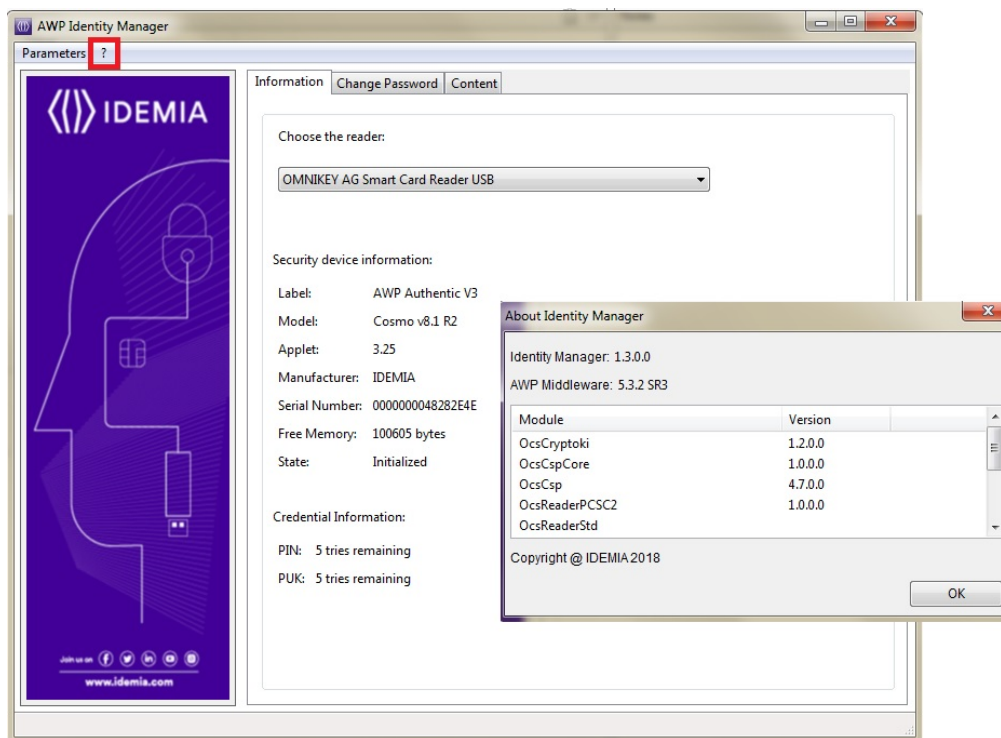 AWP Identity Manager
Parameters ?
IDEMIA
Join us on
www.idemia.com
Information Change Password Content
Choose the reader:
OMNIKEY AG Smart Card Reader USB
Security device information:
Label: AWP Authentic V3
Model: Cosmo v8.1 R2
Applet: 3.25
Manufacturer: IDEMIA
Serial Number: 0000000048282E4E
Free Memory: 100605 bytes
State: Initialized
Credential Information:
PIN: 5 tries remaining
PUK: 5 tries remaining
About Identity Manager
Identity Manager: 1.3.0.0
AWP Middleware: 5.3.2 SR3
Module Version
OcsCryptoki 1.2.0.0
OcsCspCore 1.0.0.0
OcsCsp 4.7.0.0
OcsReaderPCSC2 1.0.0.0
OcsReaderStd
Copyright @ IDEMIA 2018
OK